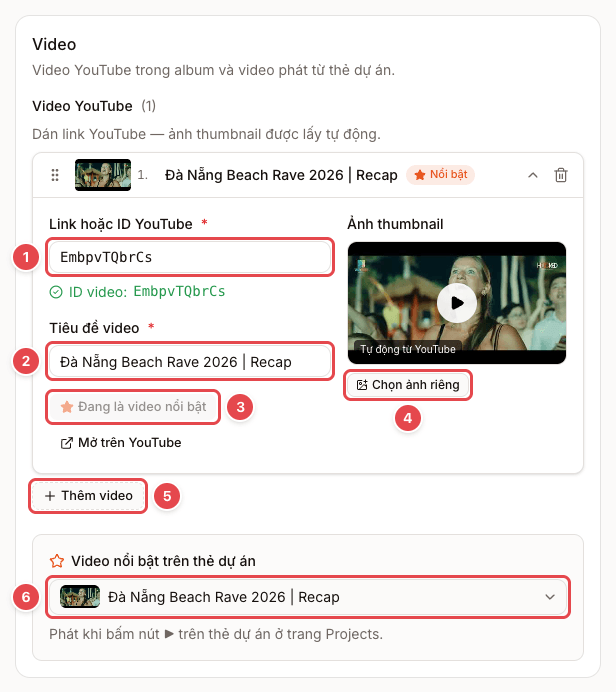 Video
Video YouTube trong album và video phát từ thẻ dự án.
Video YouTube (1)
Dán link YouTube — ảnh thumbnail được lấy tự động.
1. Đà Nẵng Beach Rave 2026 | Recap Nổi bật
Link hoặc ID YouTube *
1 EmbpvTQbrCs
ID video: EmbpvTQbrCs
Tiêu đề video *
2 Đà Nẵng Beach Rave 2026 | Recap
Đang là video nổi bật 3
Mở trên YouTube
Ảnh thumbnail
Tự động từ YouTube
Chọn ảnh riêng
4
Thêm video 5
Video nổi bật trên thẻ dự án
6 Đà Nẵng Beach Rave 2026 | Recap
Phát khi bấm nút ▶ trên thẻ dự án ở trang Projects.